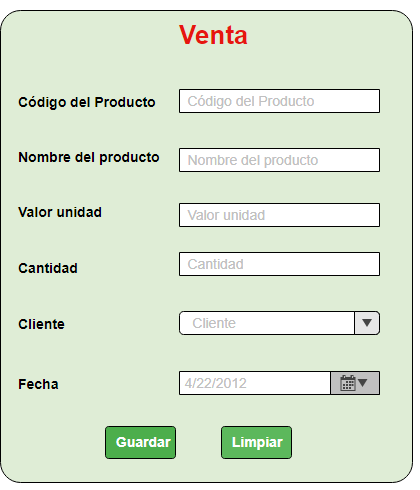 Venta
Código del Producto Código del Producto
Nombre del producto Nombre del producto
Valor unidad Valor unidad
Cantidad Cantidad
Cliente Cliente
Fecha 4/22/2012
Guardar Limpiar